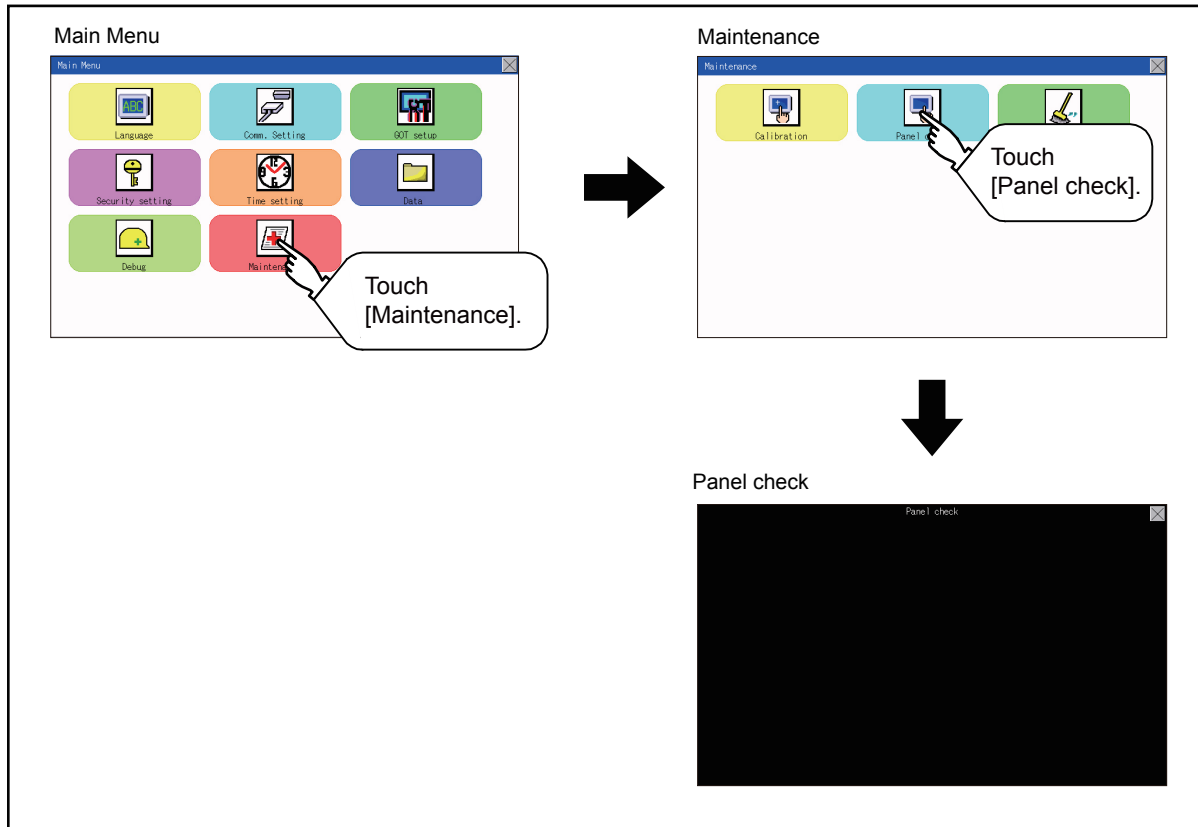 Main Menu
Main Menu
ABC
Language
Comm. Setting
GOT setup
Security setting
Time setting
Data
Debug
Touch
[Maintenance].
Maintenance
Maintenance
Calibration
Touch
[Panel check].
Panel check
Panel check